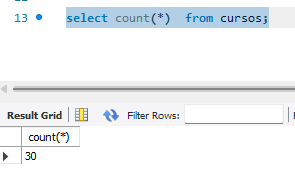 13 select count(*)  from cursos;
Result Grid Filter Rows:
count(*)
30